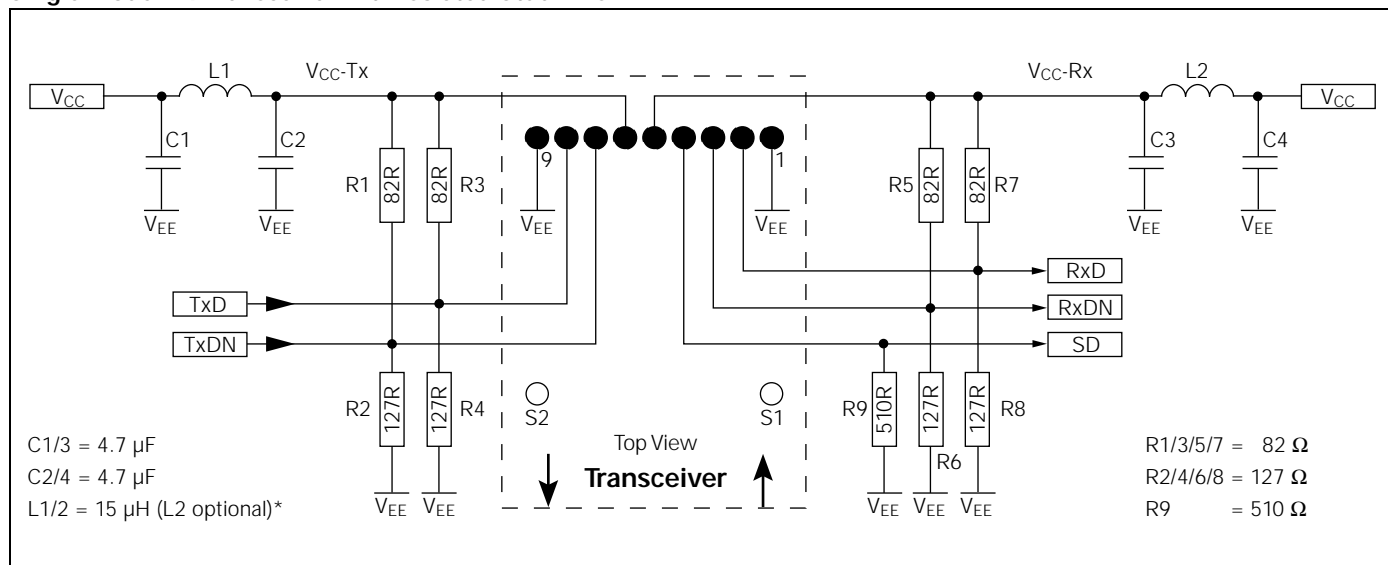 L1
VCC-Tx
VCC-Rx
L2
VCC
VCC
C1
C2
C3
C4
9
1
R1
82R
82R
R3
R5
82R
82R
R7
VEE
VEE
VEE
VEE
VEE
VEE
TxD
RxD
RxDN
TxDN
SD
S2
S1
R2
127R
127R
R4
R9
510R
127R
127R
R8
R6
Top View
Transceiver
C1/3 = 4.7 µF
C2/4 = 4.7 µF
L1/2 = 15 µH (L2 optional)*
VEE
VEE
VEE
VEE
VEE
R1/3/5/7 = 82 Ω
R2/4/6/8 = 127 Ω
R9 = 510 Ω